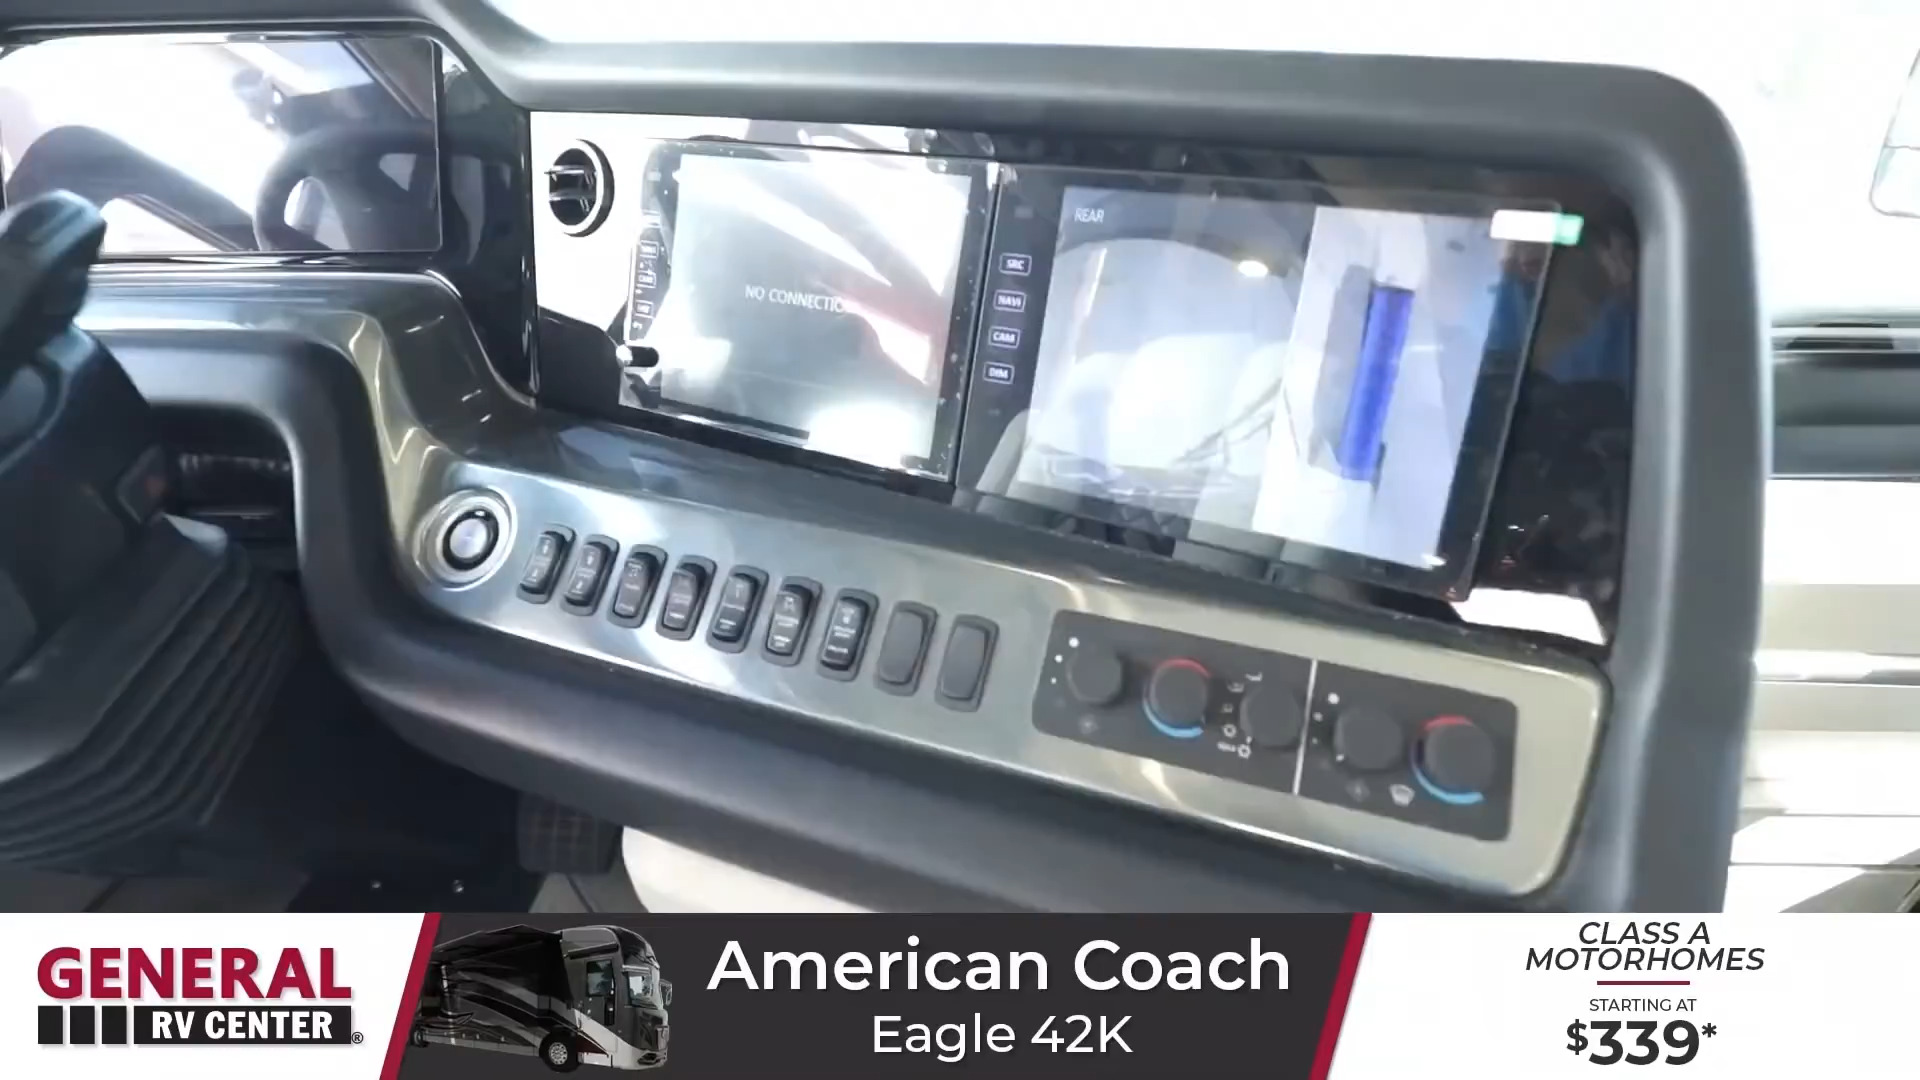 NO CONNECTIO
REAR
SRC
NAVI
CAM
DIM
GENERAL
RV CENTER®
American Coach
Eagle 42K
CLASS A
MOTORHOMES
STARTING AT
$339*